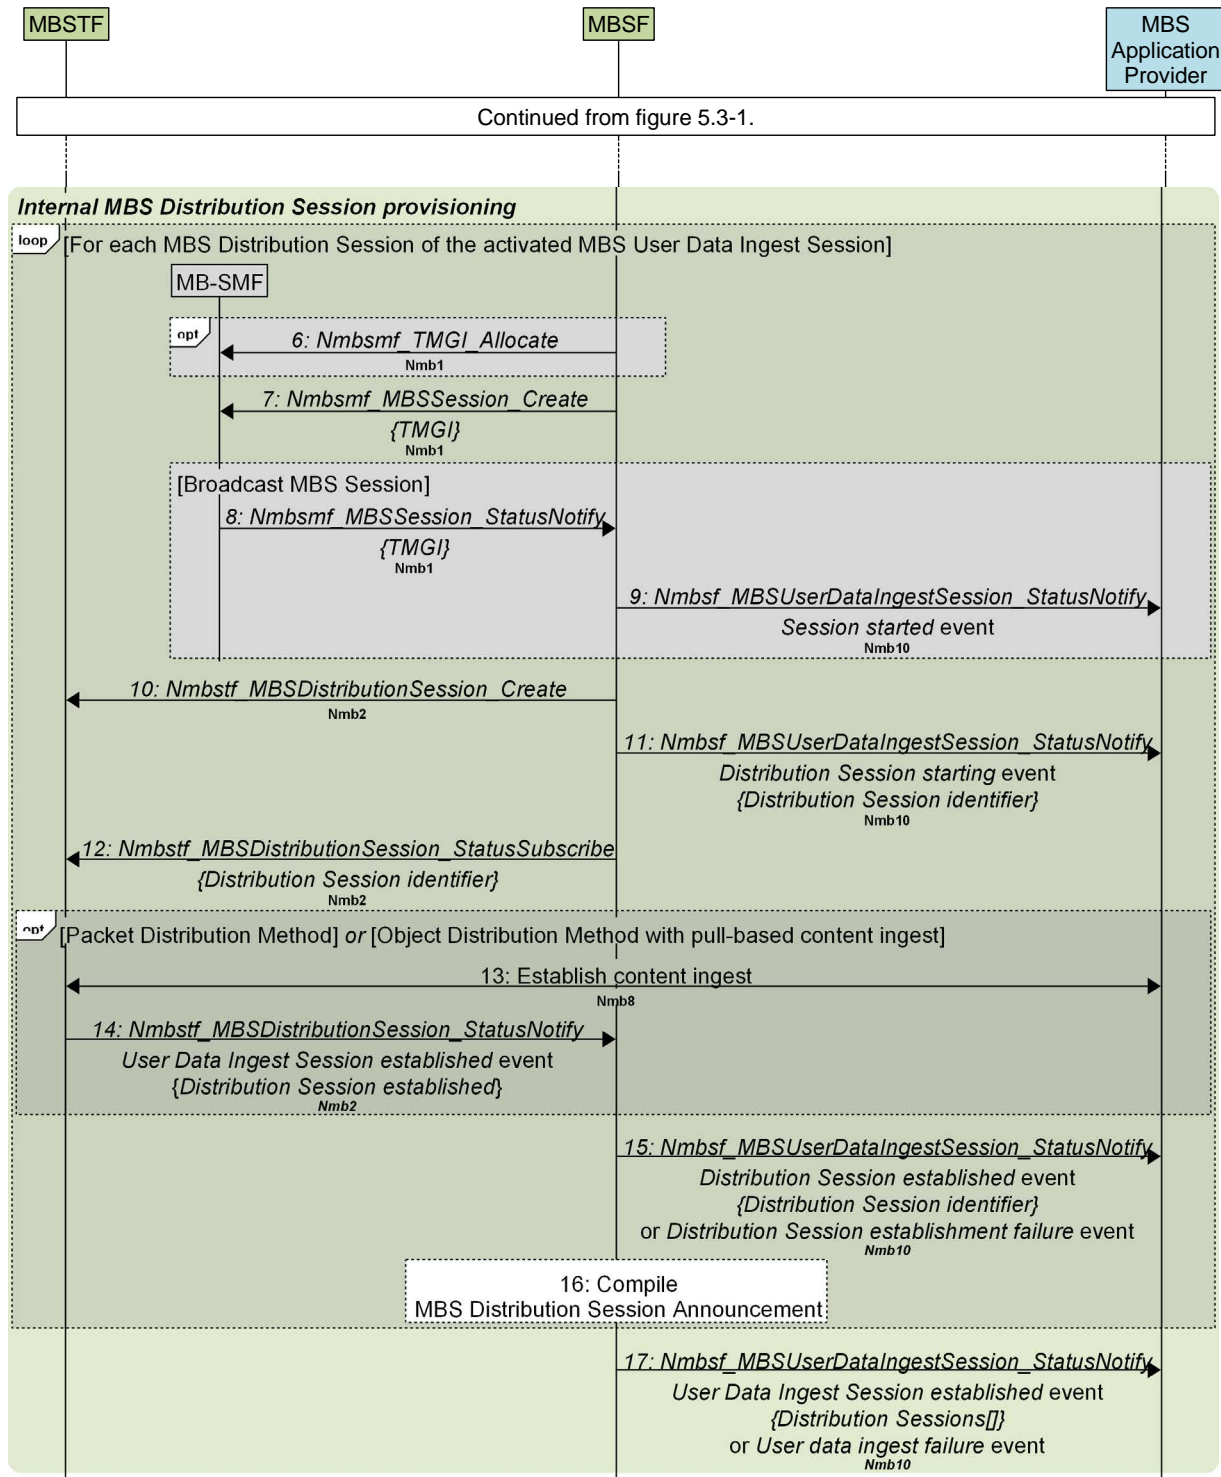 MBSTF
MBSF
MBS
Application
Provider
Continued from figure 5.3-1.
Internal MBS Distribution Session provisioning
loop
[For each MBS Distribution Session of the activated MBS User Data Ingest Session]
MB-SMF
opt
6: Nmbsmf_TMGI_Allocate
Nmb1
7: Nmbsmf_MBSSession_Create
{TMGI}
Nmb1
[Broadcast MBS Session]
8: Nmbsmf_MBSSession_StatusNotify
{TMGI}
Nmb1
9: Nmbsf_MBSUserDataIngestSession_StatusNotify
Session started event
Nmb10
10: Nmbstf_MBSDistributionSession_Create
Nmb2
11: Nmbsf_MBSUserDataIngestSession_StatusNotify
Distribution Session starting event
{Distribution Session identifier}
Nmb10
12: Nmbstf_MBSDistributionSession_StatusSubscribe
{Distribution Session identifier}
Nmb2
opt
[Packet Distribution Method] or [Object Distribution Method with pull-based content ingest]
13: Establish content ingest
Nmb8
14: Nmbstf_MBSDistributionSession_StatusNotify
User Data Ingest Session established event
{Distribution Session established}
Nmb2
15: Nmbsf_MBSUserDataIngestSession_StatusNotify
Distribution Session established event
{Distribution Session identifier}
or Distribution Session establishment failure event
Nmb10
16: Compile
MBS Distribution Session Announcement
17: Nmbsf_MBSUserDataIngestSession_StatusNotify
User Data Ingest Session established event
{Distribution Sessions[]}
or User data ingest failure event
Nmb10